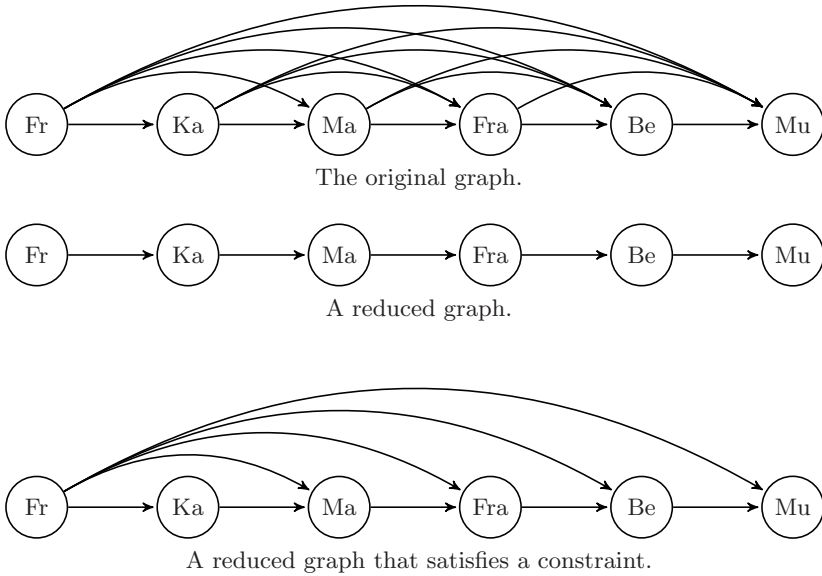 Fr Ka Ma Fra Be Mu
The original graph.
Fr Ka Ma Fra Be Mu
A reduced graph.
Fr Ka Ma Fra Be Mu
A reduced graph that satisfies a constraint.